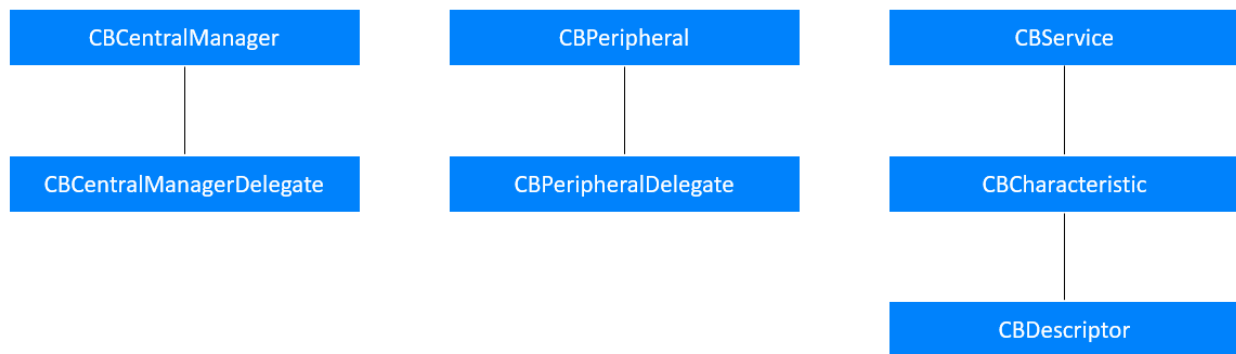 CBCentralManager
CBPeripheral
CBService
CBCentralManagerDelegate
CBPeripheralDelegate
CBCharacteristic
CBDescriptor